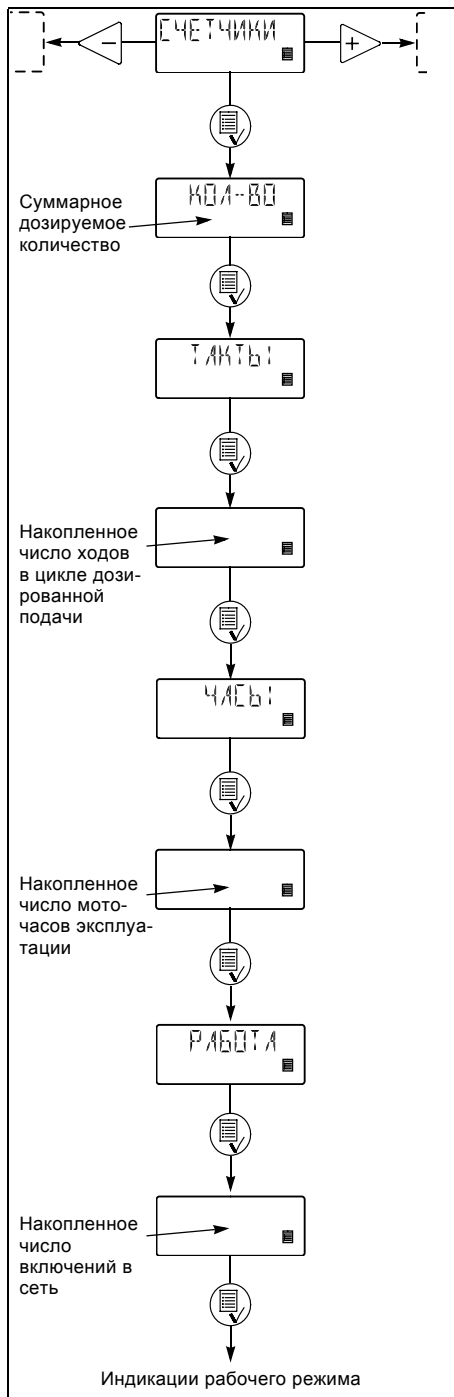 СЧЕТЧИКИ
–
+
КОЛ-ВО
Суммарное
дозируемое
количество
ТАКТЫ
Накопленное
число ходов
в цикле дози-
рованной
подачи
ЧАСЫ
Накопленное
число мото-
часов эксплуа-
тации
РАБОТА
Накопленное
число
включений в
сеть
Индикации рабочего режима